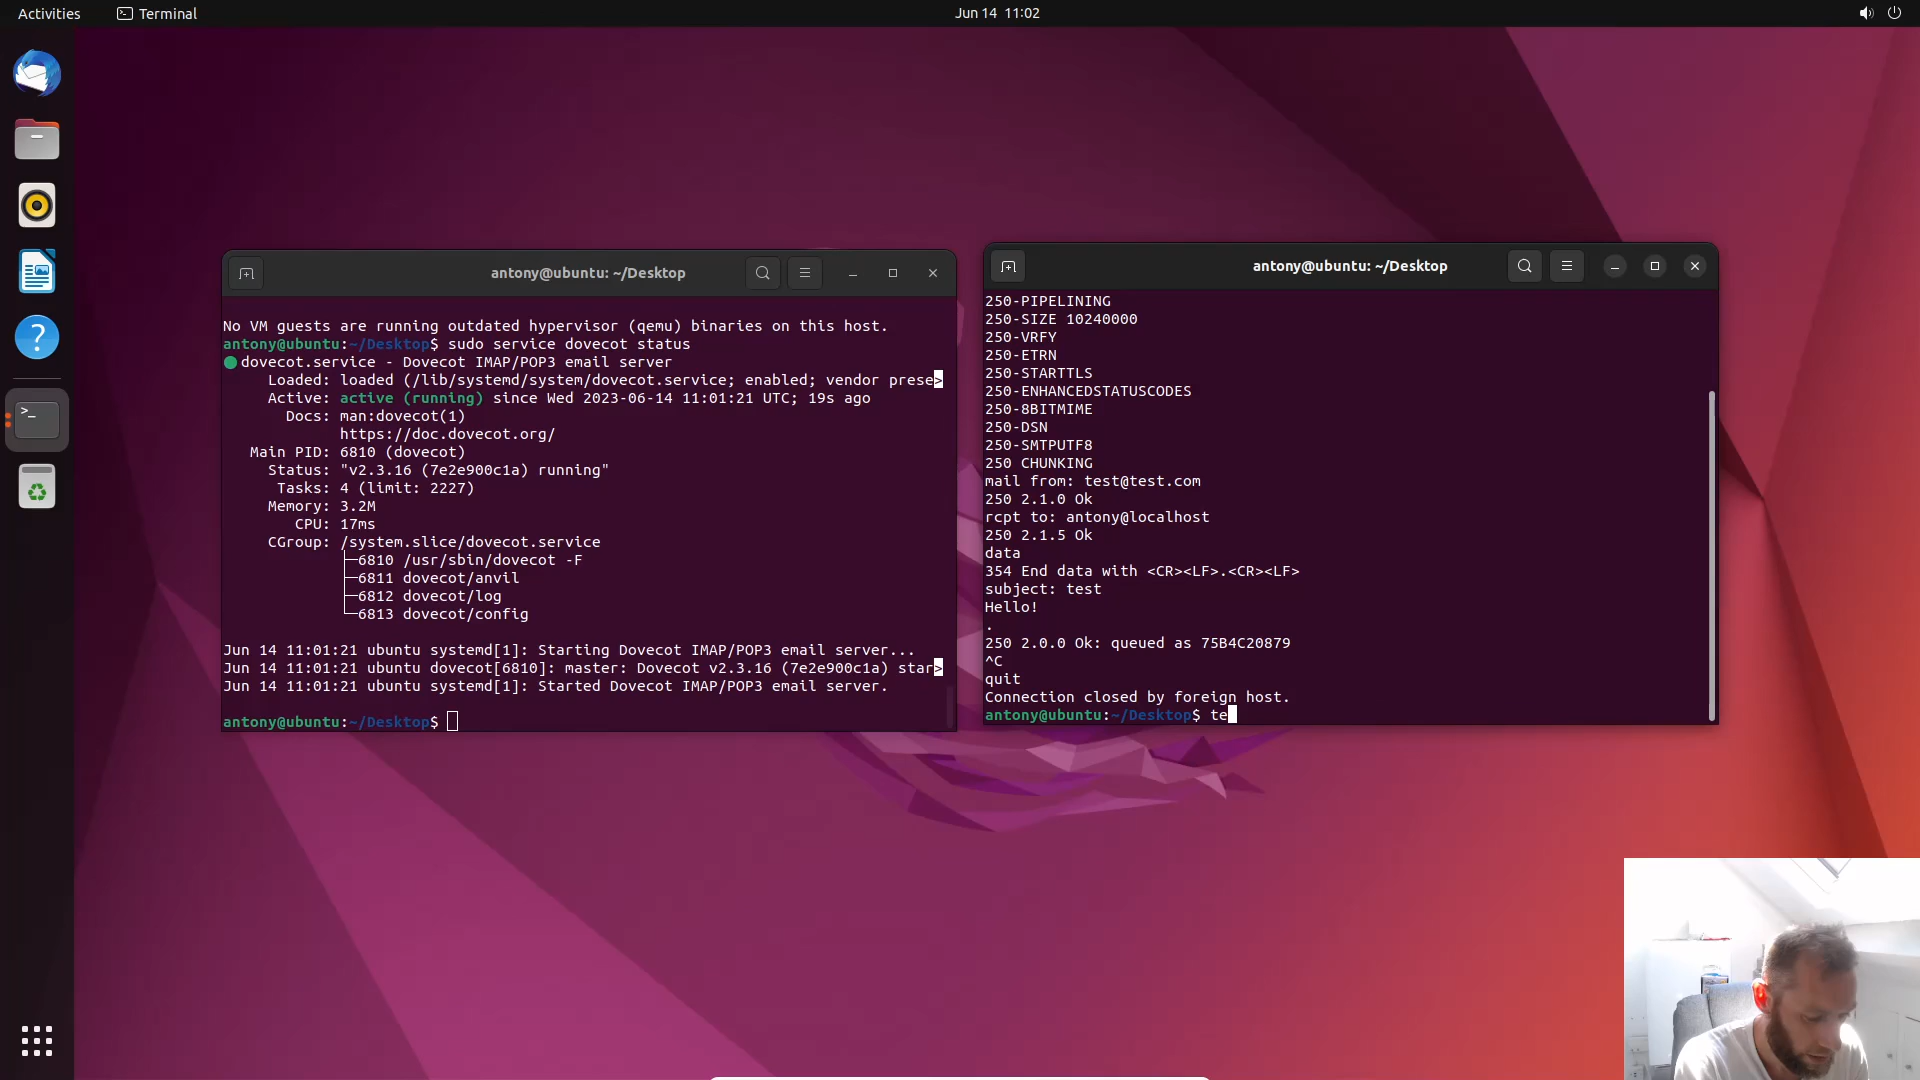 Activities
Terminal
Jun 14 11:02
antony@ubuntu: ~/Desktop
No VM guests are running outdated hypervisor (qemu) binaries on this host.
antony@ubuntu:~/Desktop$ sudo service dovecot status
dovecot.service - Dovecot IMAP/POP3 email server
Loaded: loaded (/lib/systemd/system/dovecot.service; enabled; vendor prese>
Active: active (running) since Wed 2023-06-14 11:01:21 UTC; 19s ago
Docs: man:dovecot(1)
https://doc.dovecot.org/
Main PID: 6810 (dovecot)
Status: "v2.3.16 (7e2e900c1a) running"
Tasks: 4 (limit: 2227)
Memory: 3.2M
CPU: 17ms
CGroup: /system.slice/dovecot.service
├─6810 /usr/sbin/dovecot -F
├─6811 dovecot/anvil
├─6812 dovecot/log
└─6813 dovecot/config
Jun 14 11:01:21 ubuntu systemd[1]: Starting Dovecot IMAP/POP3 email server...
Jun 14 11:01:21 ubuntu dovecot[6810]: master: Dovecot v2.3.16 (7e2e900c1a) star>
Jun 14 11:01:21 ubuntu systemd[1]: Started Dovecot IMAP/POP3 email server.
antony@ubuntu:~/Desktop$
antony@ubuntu: ~/Desktop
250-PIPELINING
250-SIZE 10240000
250-VRFY
250-ETRN
250-STARTTLS
250-ENHANCEDSTATUSCODES
250-8BITMIME
250-DSN
250-SMTPUTF8
250 CHUNKING
mail from: test@test.com
250 2.1.0 Ok
rcpt to: antony@localhost
250 2.1.5 Ok
data
354 End data with <CR><LF>.<CR><LF>
subject: test
Hello!
.
250 2.0.0 Ok: queued as 75B4C20879
^C
quit
Connection closed by foreign host.
antony@ubuntu:~/Desktop$ te